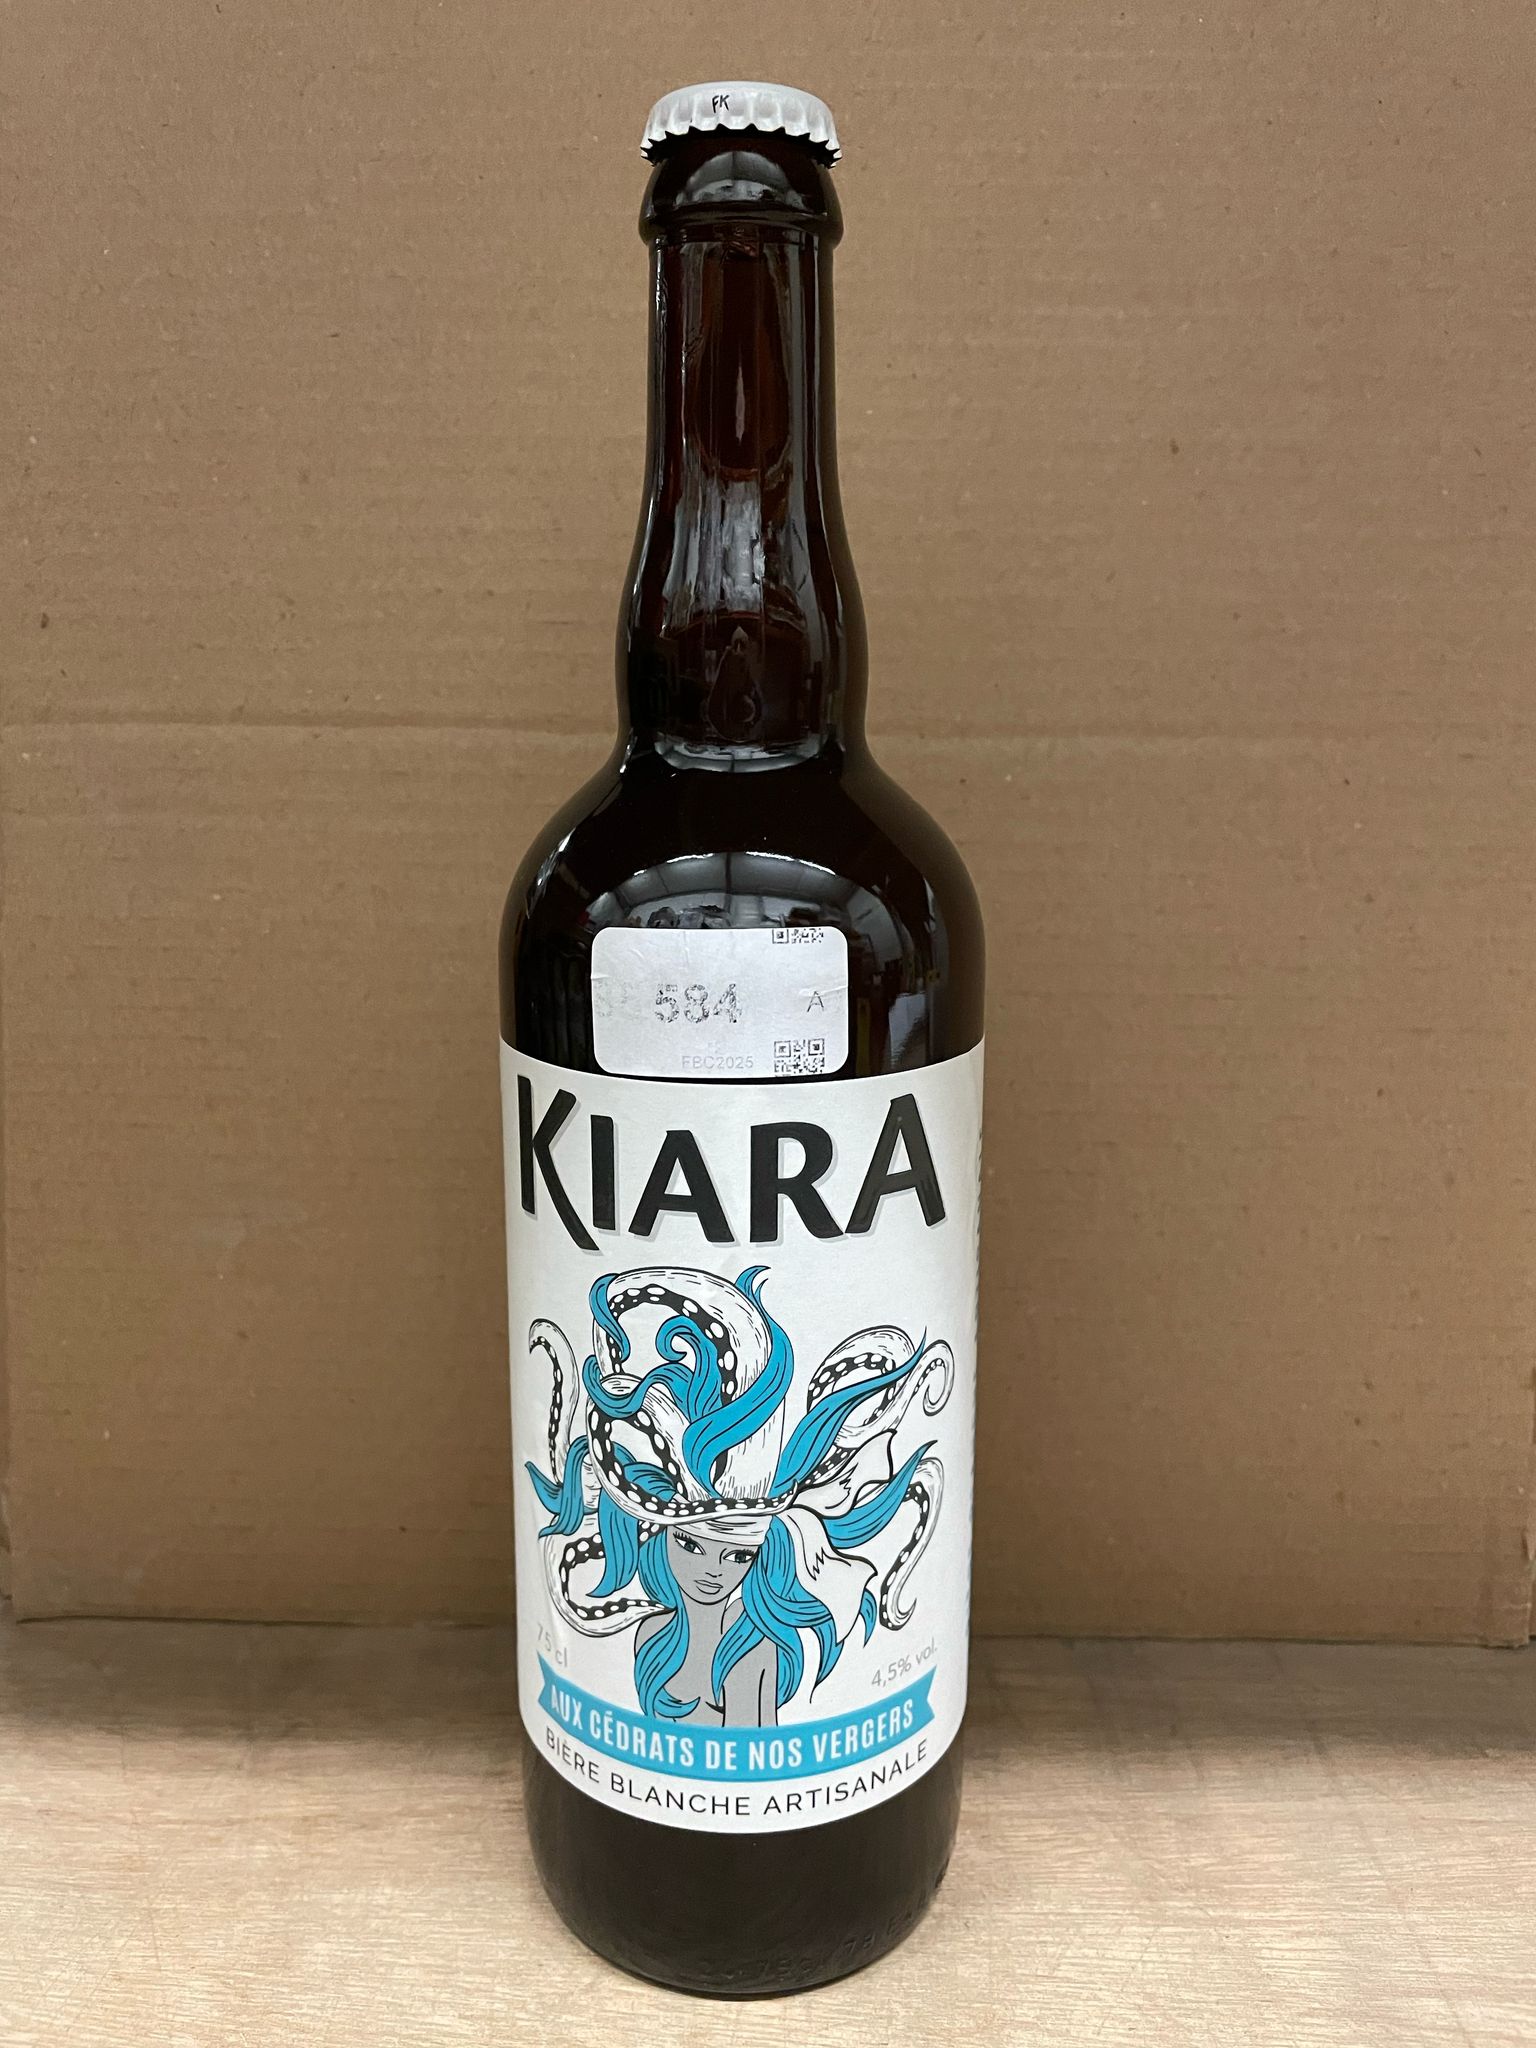 FK
584
A
FBC2025
KIARA
75 cl
4,5% vol.
AUX CÉDRATS DE NOS VERGERS
BIÈRE BLANCHE ARTISANALE